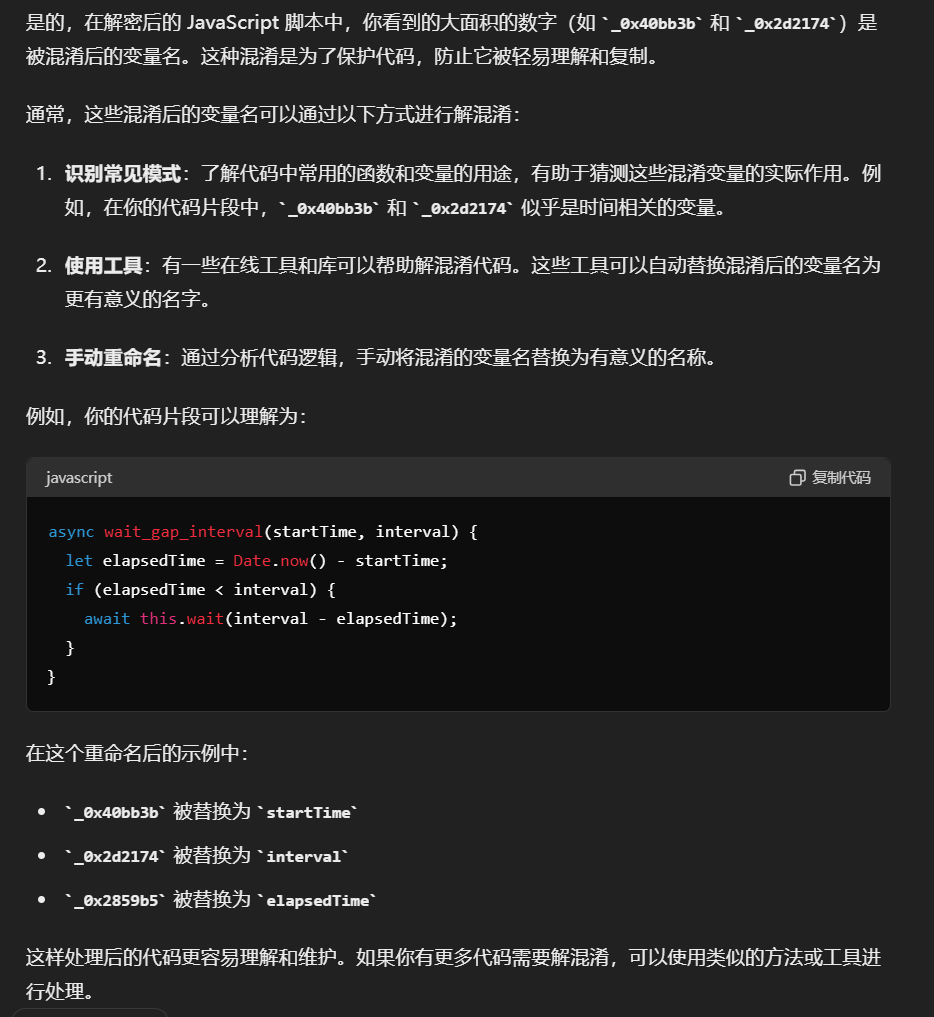 是的，在解密后的 JavaScript 脚本中，你看到的大面积的数字（如 `_0x40bb3b` 和 `_0x2d2174`）是
被混淆后的变量名。这种混淆是为了保护代码，防止它被轻易理解和复制。
通常，这些混淆后的变量名可以通过以下方式进行解混淆：
1. 识别常见模式：了解代码中常用的函数和变量的用途，有助于猜测这些混淆变量的实际作用。例
如，在你的代码片段中，`_0x40bb3b` 和 `_0x2d2174` 似乎是时间相关的变量。
2. 使用工具：有一些在线工具和库可以帮助解混淆代码。这些工具可以自动替换混淆后的变量名为
更有意义的名字。
3. 手动重命名：通过分析代码逻辑，手动将混淆的变量名替换为有意义的名称。
例如，你的代码片段可以理解为：
javascript 复制代码
async wait_gap_interval(startTime, interval) {
  let elapsedTime = Date.now() - startTime;
  if (elapsedTime < interval) {
    await this.wait(interval - elapsedTime);
  }
}
在这个重命名后的示例中：
• `_0x40bb3b` 被替换为 `startTime`
• `_0x2d2174` 被替换为 `interval`
• `_0x2859b5` 被替换为 `elapsedTime`
这样处理后的代码更容易理解和维护。如果你有更多代码需要解混淆，可以使用类似的方法或工具进
行处理。